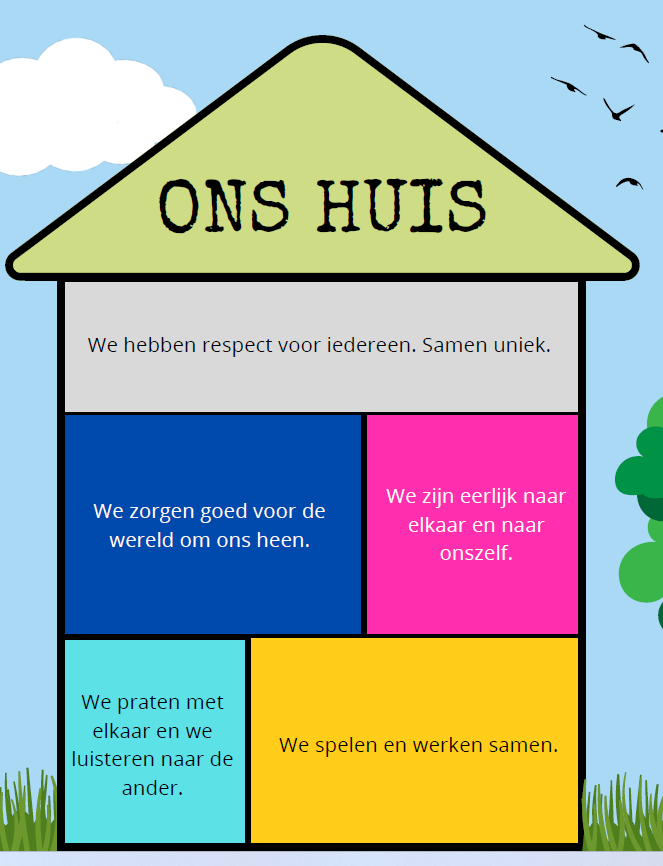 ONS HUIS
We hebben respect voor iedereen. Samen uniek.
We zorgen goed voor de
wereld om ons heen.
We zijn eerlijk naar
elkaar en naar
onszelf.
We praten met
elkaar en we
luisteren naar de
ander.
We spelen en werken samen.